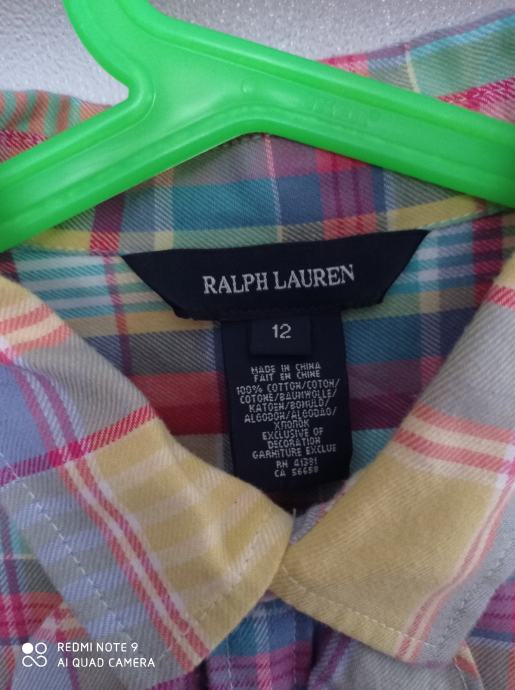 RALPH LAUREN
12
MADE IN CHINA
FAIT EN CHINE
100% COTTON/COTON/
COTONE/BAUMWOLLE/
KATOEN/BOMULD/
ALGODON/ALGODAO/
ХЛОПОК
EXCLUSIVE OF
DECORATION
GARNITURE EXCLUE
RN 41381
CA 56658
REDMI NOTE 9
AI QUAD CAMERA